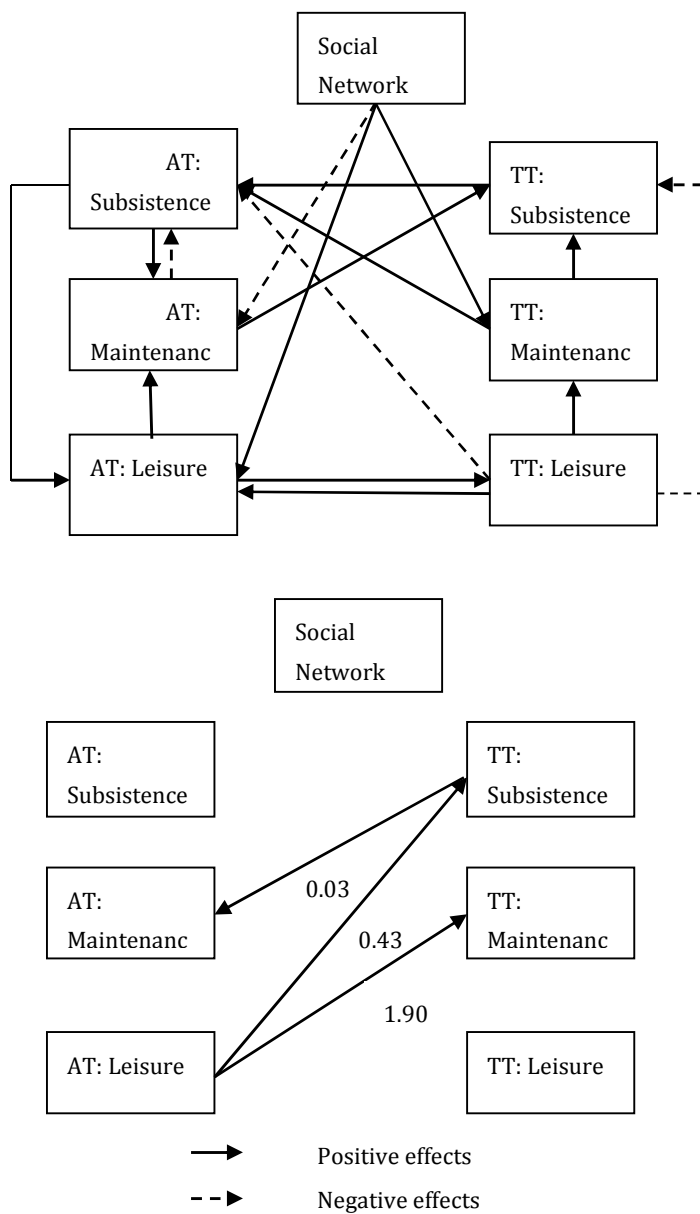 Social
Network
AT:
Subsistence
TT:
Subsistence
AT:
Maintenanc
TT:
Maintenanc
AT: Leisure
TT: Leisure
Social
Network
AT:
Subsistence
TT:
Subsistence
0.03
AT:
Maintenanc
TT:
Maintenanc
0.43
1.90
AT: Leisure
TT: Leisure
Positive effects
Negative effects